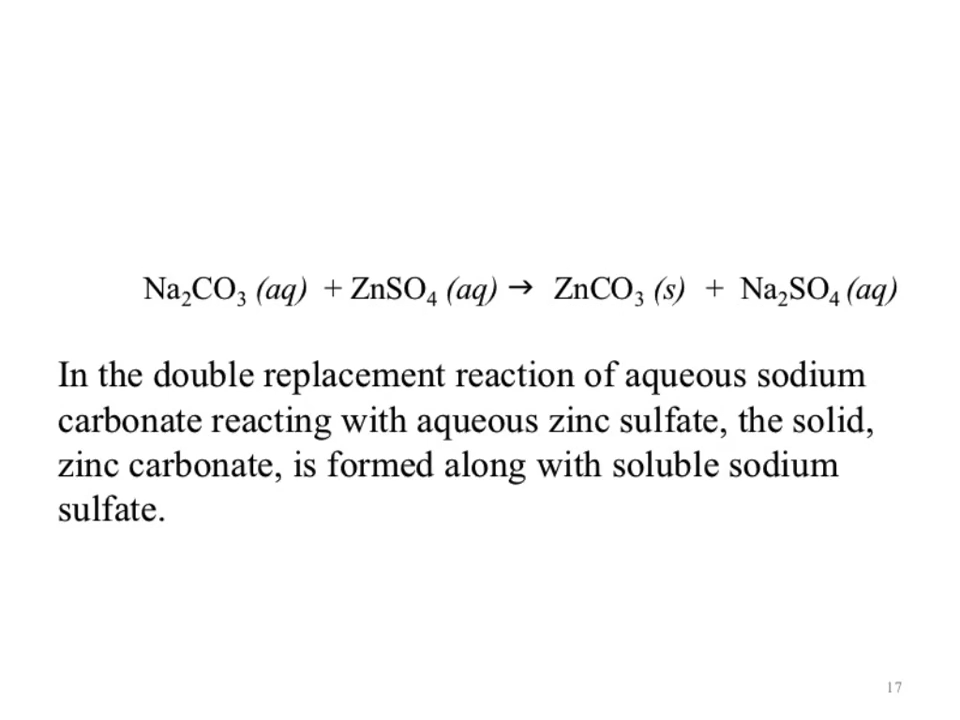 Na₂CO₃ (aq) + ZnSO₄ (aq) → ZnCO₃ (s) + Na₂SO₄ (aq)
In the double replacement reaction of aqueous sodium
carbonate reacting with aqueous zinc sulfate, the solid,
zinc carbonate, is formed along with soluble sodium
sulfate.
17